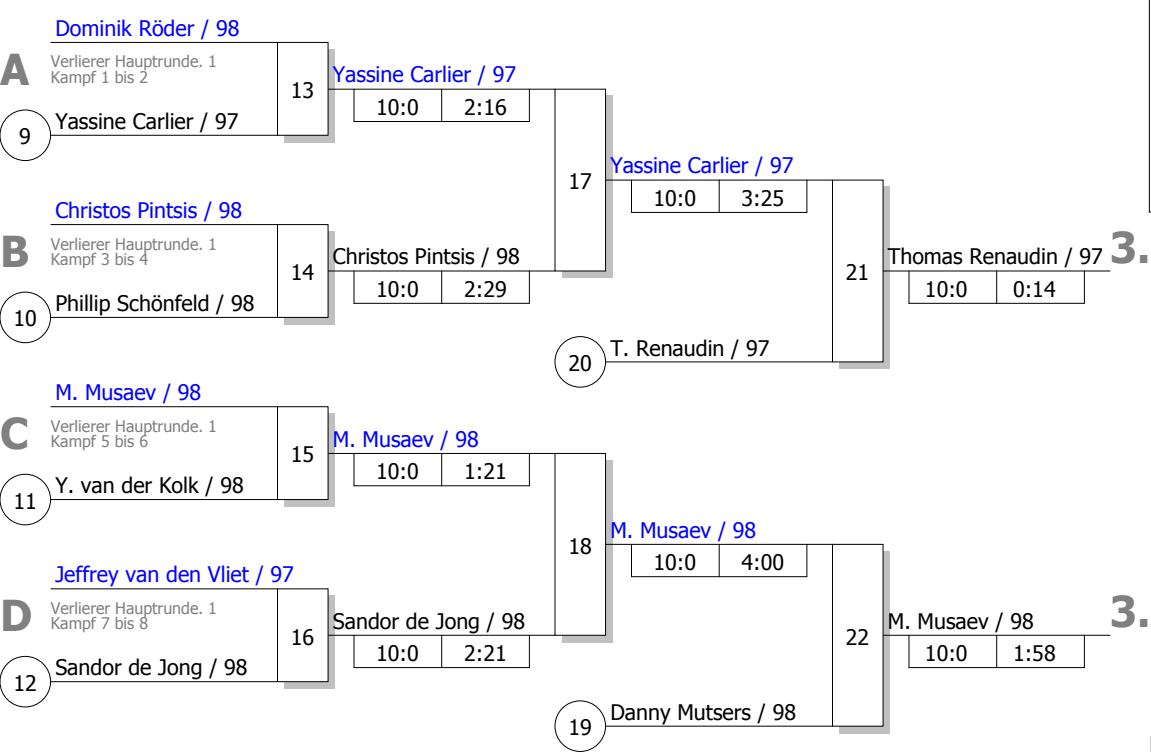 Dominik Röder / 98
A
Verlierer Hauptrunde. 1
Kampf 1 bis 2
9
Yassine Carlier / 97
13
Yassine Carlier / 97
10:0 2:16
Christos Pintsis / 98
B
Verlierer Hauptrunde. 1
Kampf 3 bis 4
10
Phillip Schönfeld / 98
14
Christos Pintsis / 98
10:0 2:29
17
Yassine Carlier / 97
10:0 3:25
20
T. Renaudin / 97
21
Thomas Renaudin / 97
10:0 0:14
3.
M. Musaev / 98
C
Verlierer Hauptrunde. 1
Kampf 5 bis 6
11
Y. van der Kolk / 98
15
M. Musaev / 98
10:0 1:21
Jeffrey van den Vliet / 97
D
Verlierer Hauptrunde. 1
Kampf 7 bis 8
12
Sandor de Jong / 98
16
Sandor de Jong / 98
10:0 2:21
18
M. Musaev / 98
10:0 4:00
19
Danny Mutsers / 98
22
M. Musaev / 98
10:0 1:58
3.